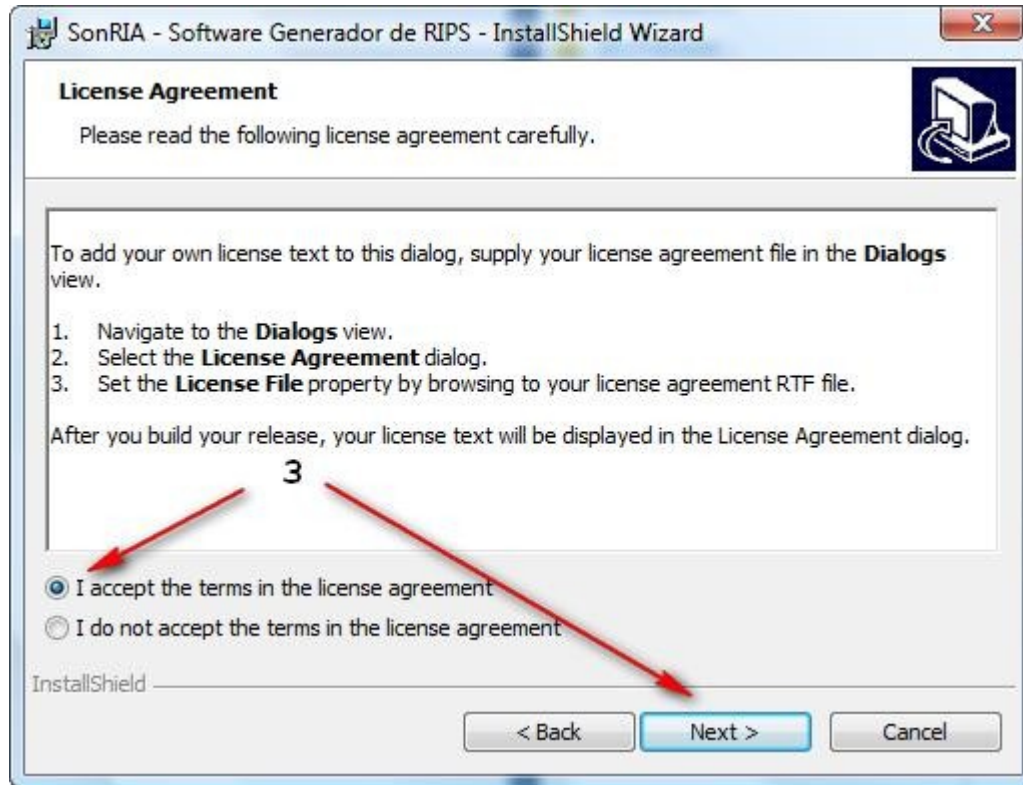 SonRIA - Software Generador de RIPS - InstallShield Wizard
License Agreement
Please read the following license agreement carefully.
To add your own license text to this dialog, supply your license agreement file in the Dialogs
view.
1. Navigate to the Dialogs view.
2. Select the License Agreement dialog.
3. Set the License File property by browsing to your license agreement RTF file.
After you build your release, your license text will be displayed in the License Agreement dialog.
3
I accept the terms in the license agreement
I do not accept the terms in the license agreement
InstallShield
< Back Next > Cancel